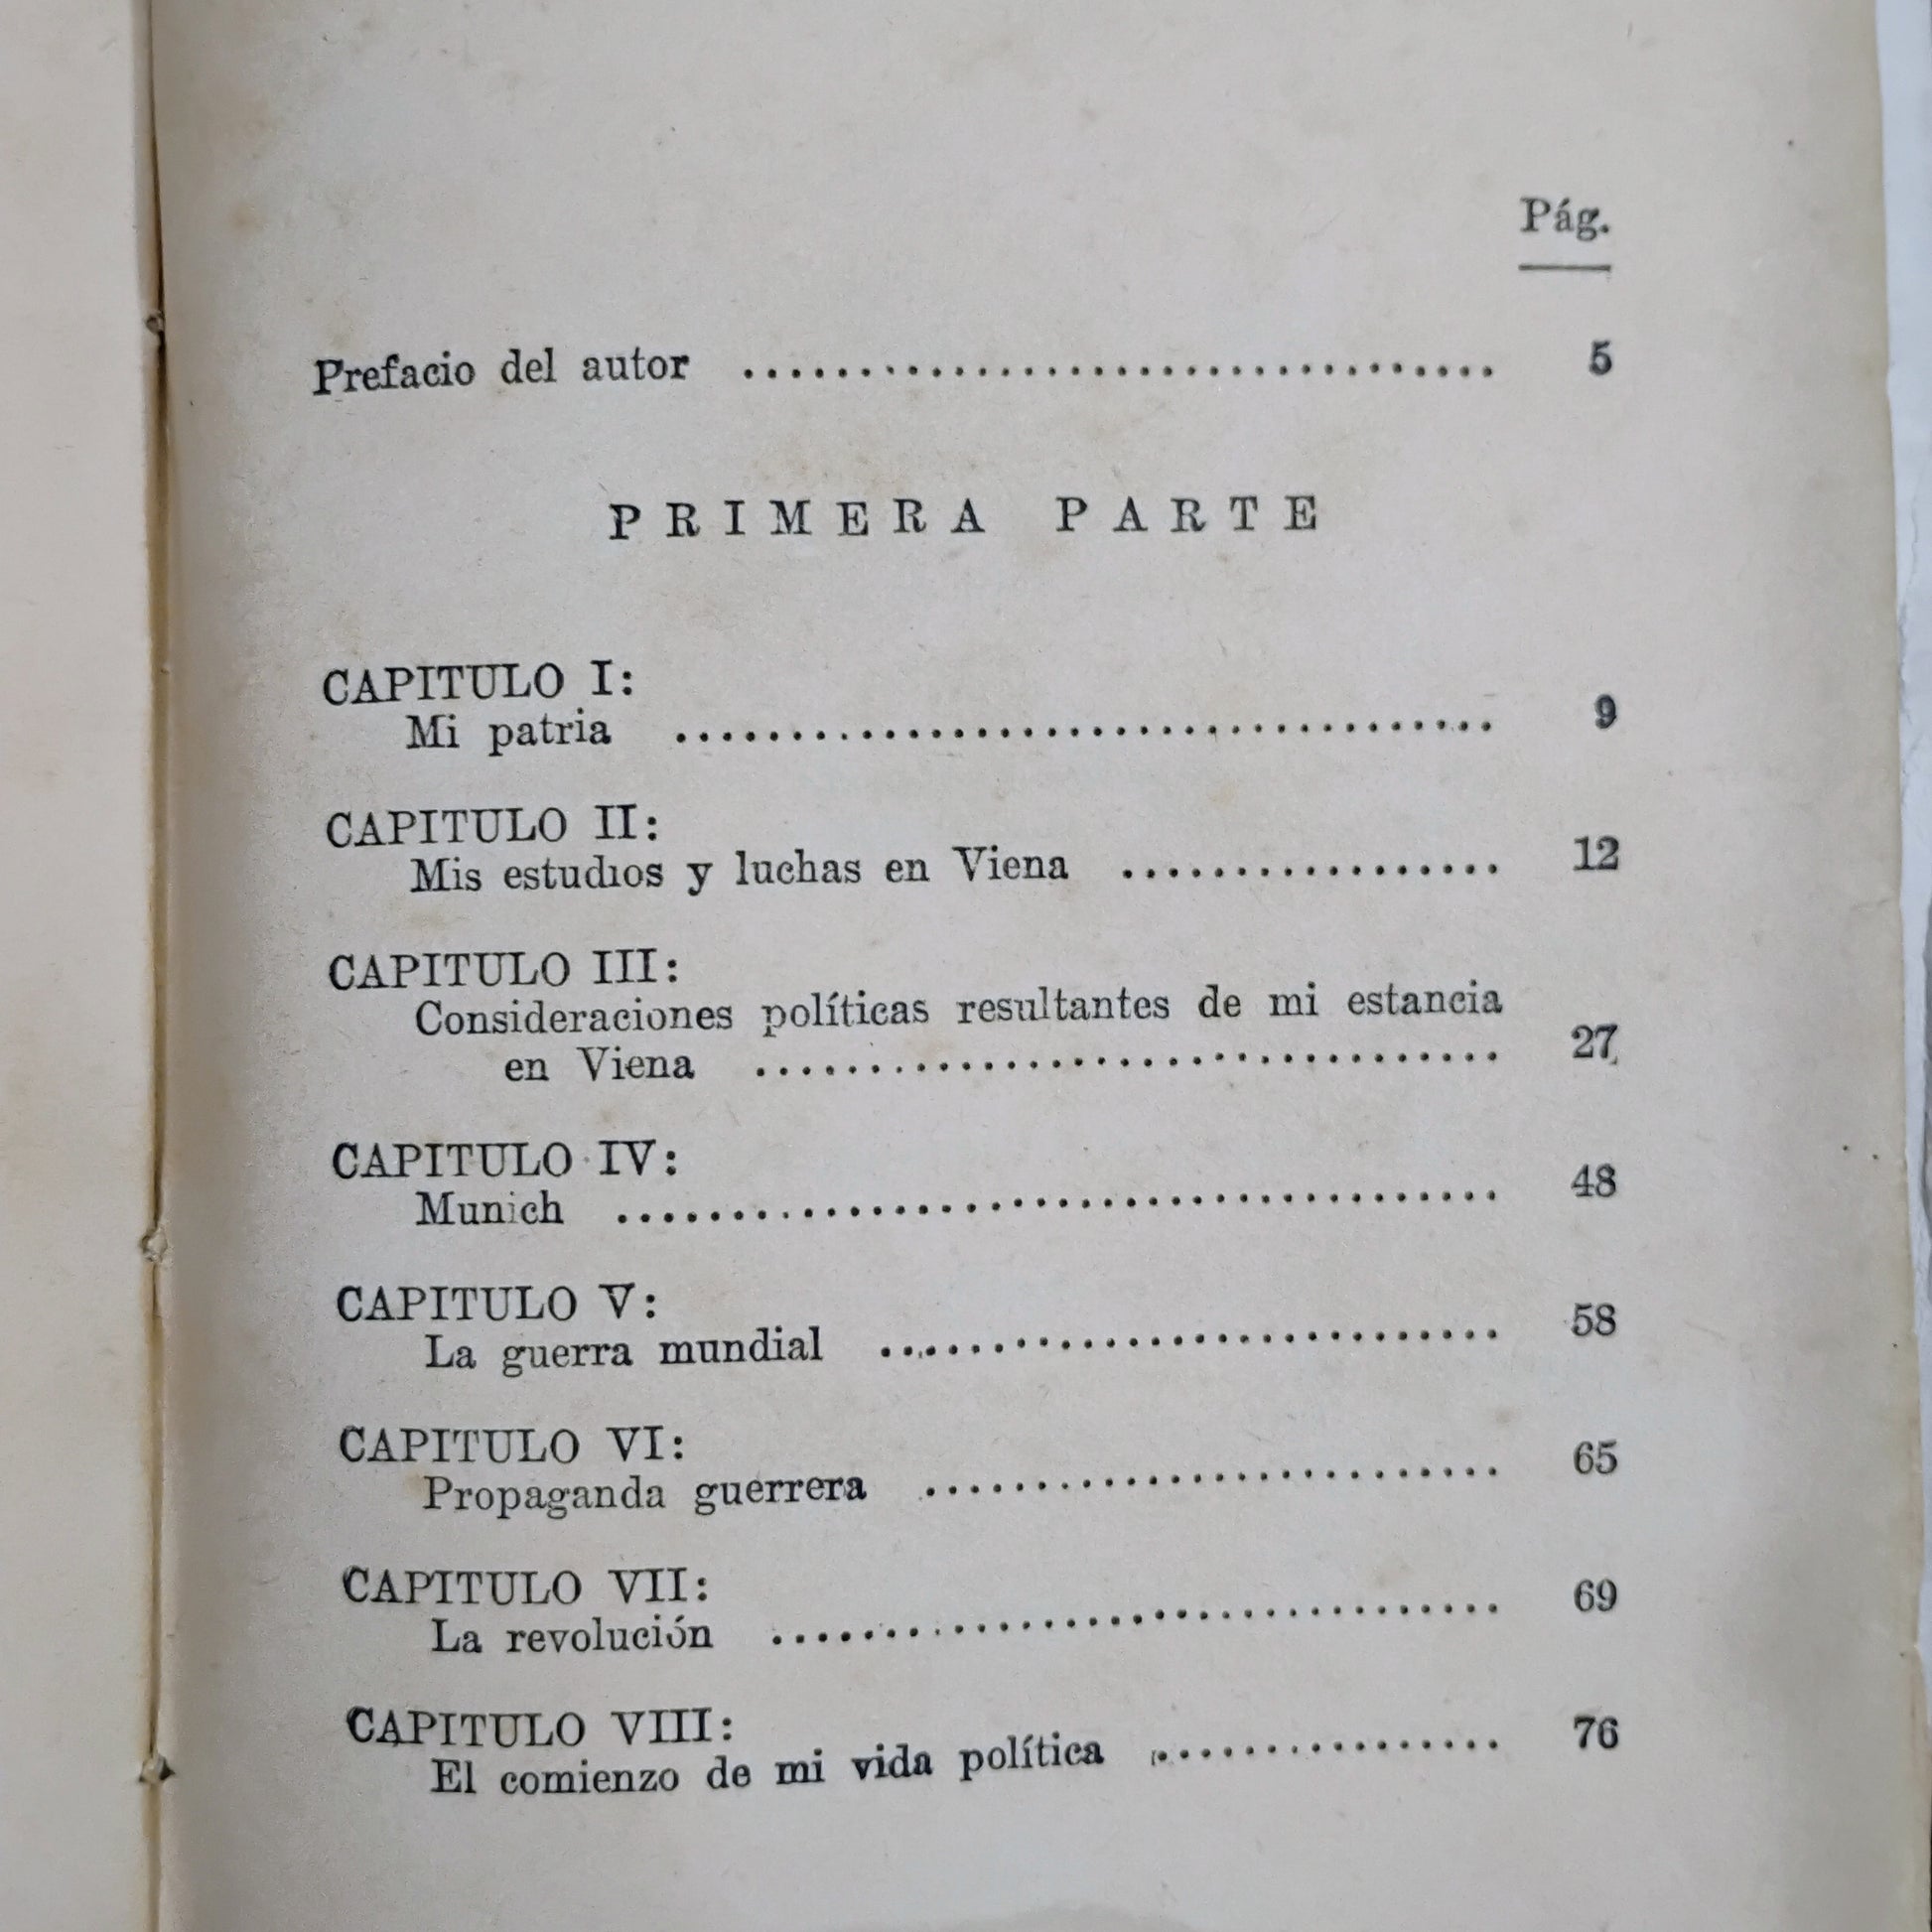 Pág.
Prefacio del autor .................................. 5
PRIMERA PARTE
CAPITULO I:
Mi patria .................................... 9
CAPITULO II:
Mis estudios y luchas en Viena ................. 12
CAPITULO III:
Consideraciones políticas resultantes de mi estancia
en Viena ................................. 27
CAPITULO IV:
Munich ....................................... 48
CAPITULO V:
La guerra mundial ........................... 58
CAPITULO VI:
Propaganda guerrera ......................... 65
CAPITULO VII:
La revolución ................................ 69
CAPITULO VIII:
El comienzo de mi vida política ................ 76